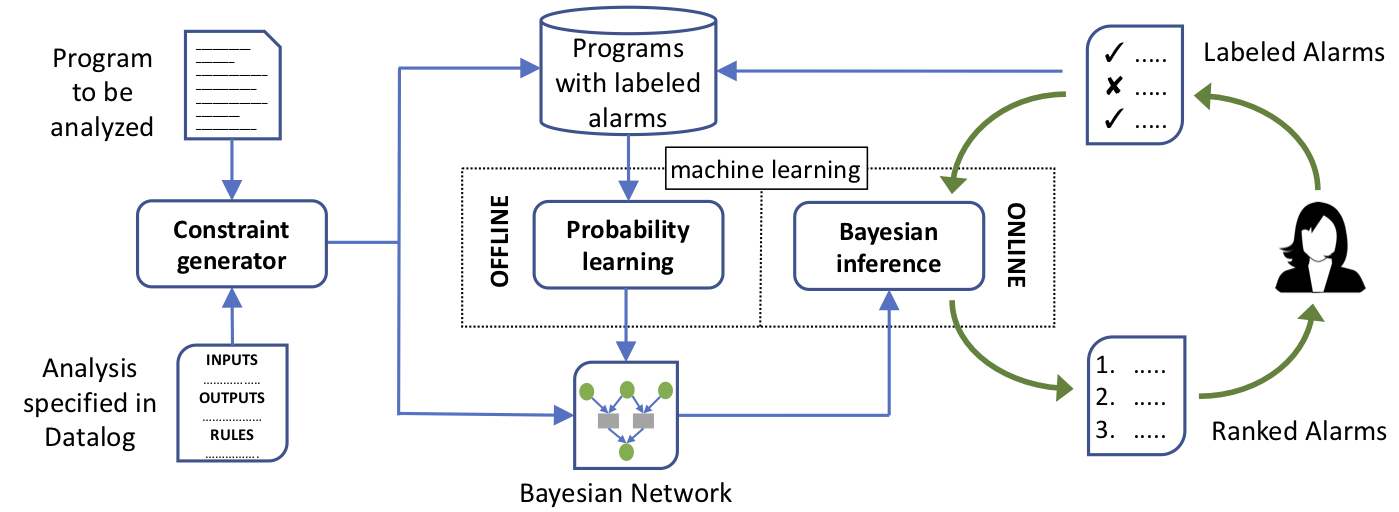 Program
to be
analyzed
Constraint
generator
Analysis
specified in
Datalog
INPUTS
.................
OUTPUTS
..................
RULES
................
Programs
with labeled
alarms
machine learning
OFFLINE
Probability
learning
Bayesian
inference
ONLINE
Bayesian Network
✓ .....
✘ .....
✓ .....
Labeled Alarms
1. .....
2. .....
3. .....
Ranked Alarms